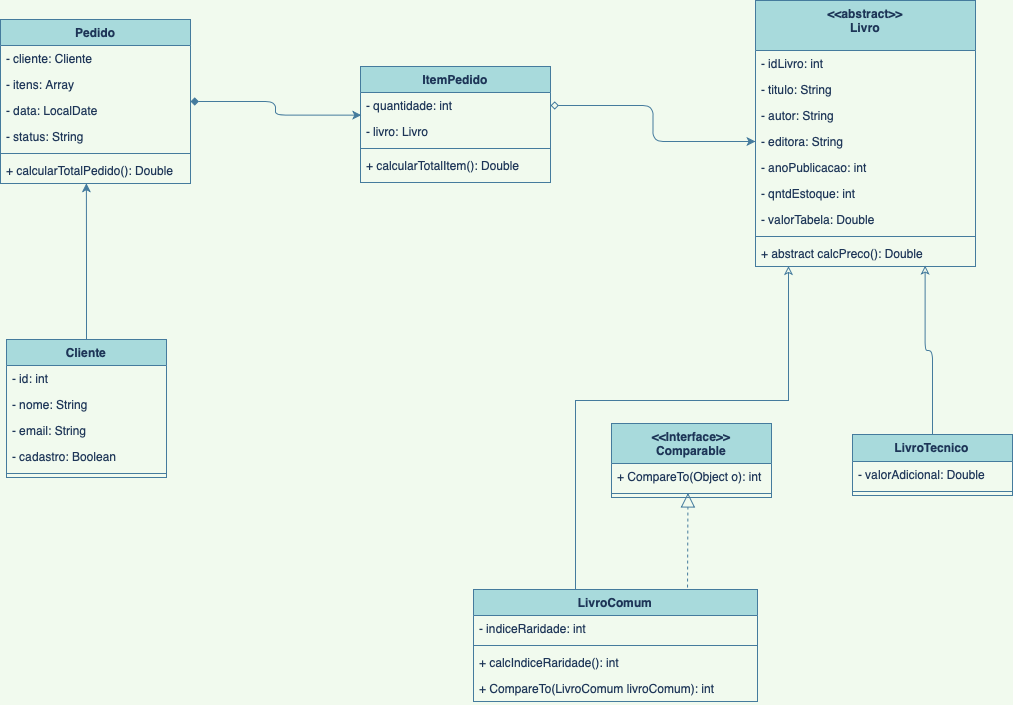 Pedido
- cliente: Cliente
- itens: Array
- data: LocalDate
- status: String
+ calcularTotalPedido(): Double
ItemPedido
- quantidade: int
- livro: Livro
+ calcularTotalItem(): Double
<<abstract>>
Livro
- idLivro: int
- titulo: String
- autor: String
- editora: String
- anoPublicacao: int
- qntdEstoque: int
- valorTabela: Double
+ abstract calcPreco(): Double
Cliente
- id: int
- nome: String
- email: String
- cadastro: Boolean
<<Interface>>
Comparable
+ CompareTo(Object o): int
LivroTecnico
- valorAdicional: Double
LivroComum
- indiceRaridade: int
+ calcIndiceRaridade(): int
+ CompareTo(LivroComum livroComum): int